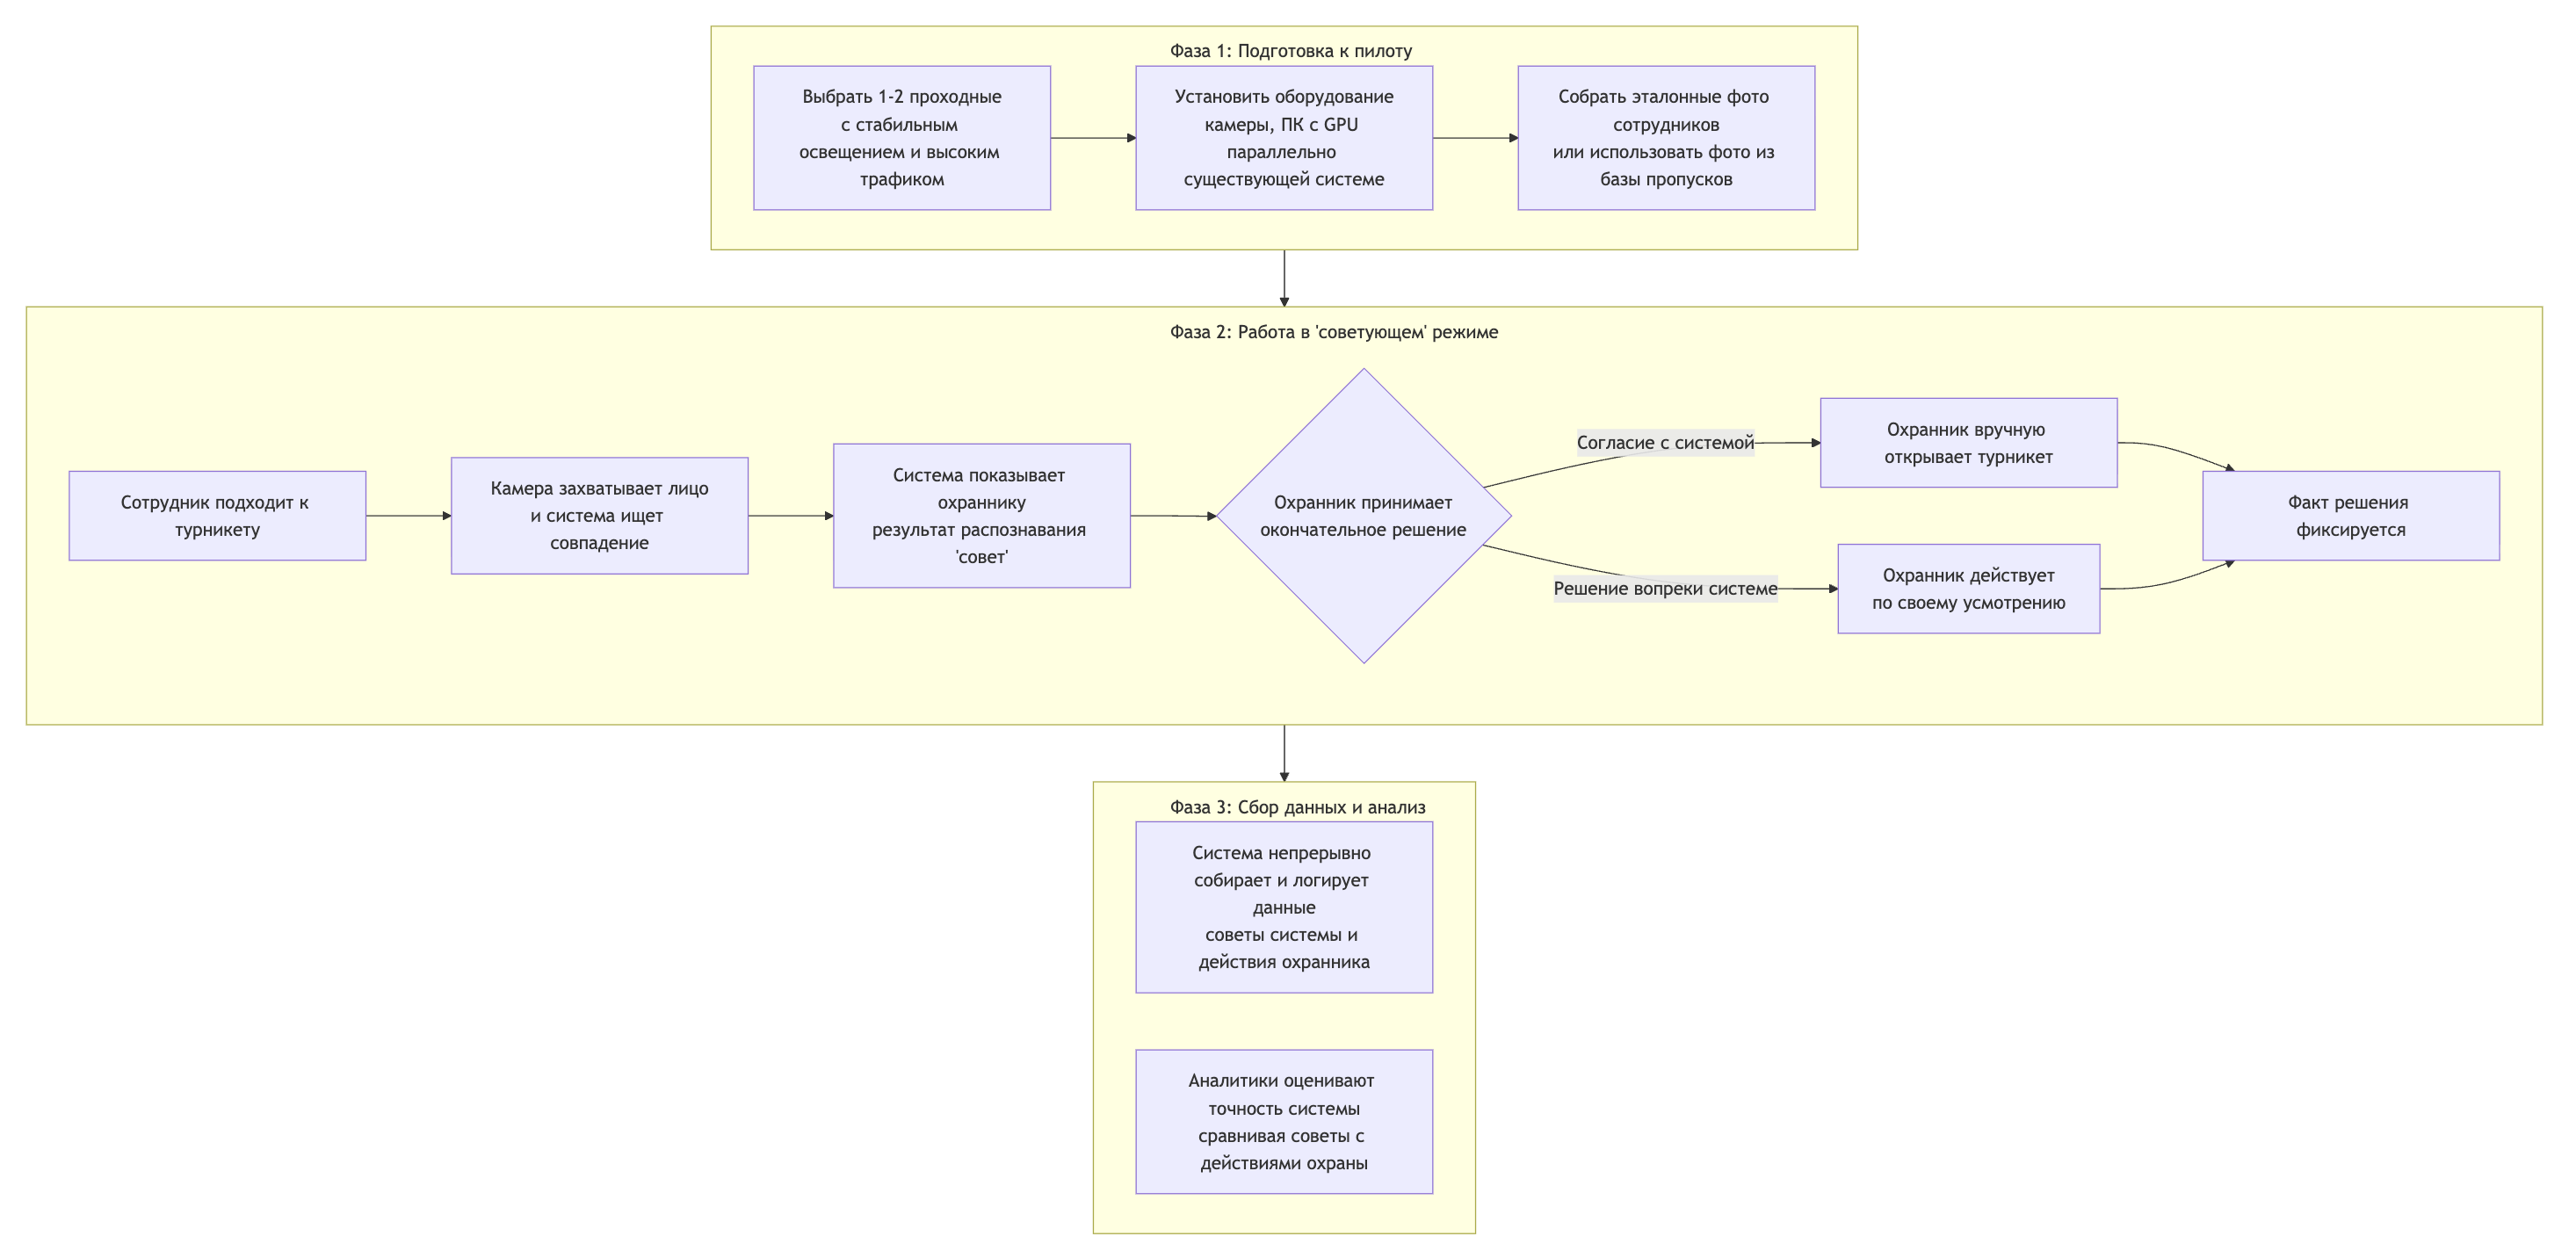 Фаза 1: Подготовка к пилоту
Выбрать 1-2 проходные
с стабильным
освещением и высоким
трафиком
Установить оборудование
камеры, ПК с GPU
параллельно
существующей системе
Собрать эталонные фото
сотрудников
или использовать фото из
базы пропусков
Фаза 2: Работа в 'советующем' режиме
Сотрудник подходит к
турникету
Камера захватывает лицо
и система ищет
совпадение
Система показывает
охраннику
результат распознавания
'совет'
Охранник принимает
окончательное решение
Согласие с системой
Охранник вручную
открывает турникет
Решение вопреки системе
Охранник действует
по своему усмотрению
Факт решения
фиксируется
Фаза 3: Сбор данных и анализ
Система непрерывно
собирает и логирует
данные
советы системы и
действия охранника
Аналитики оценивают
точность системы
сравнивая советы с
действиями охраны